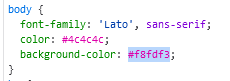 body {
font-family: 'Lato', sans-serif;
color: #4c4c4c;
background-color: #f8fdf3;
}